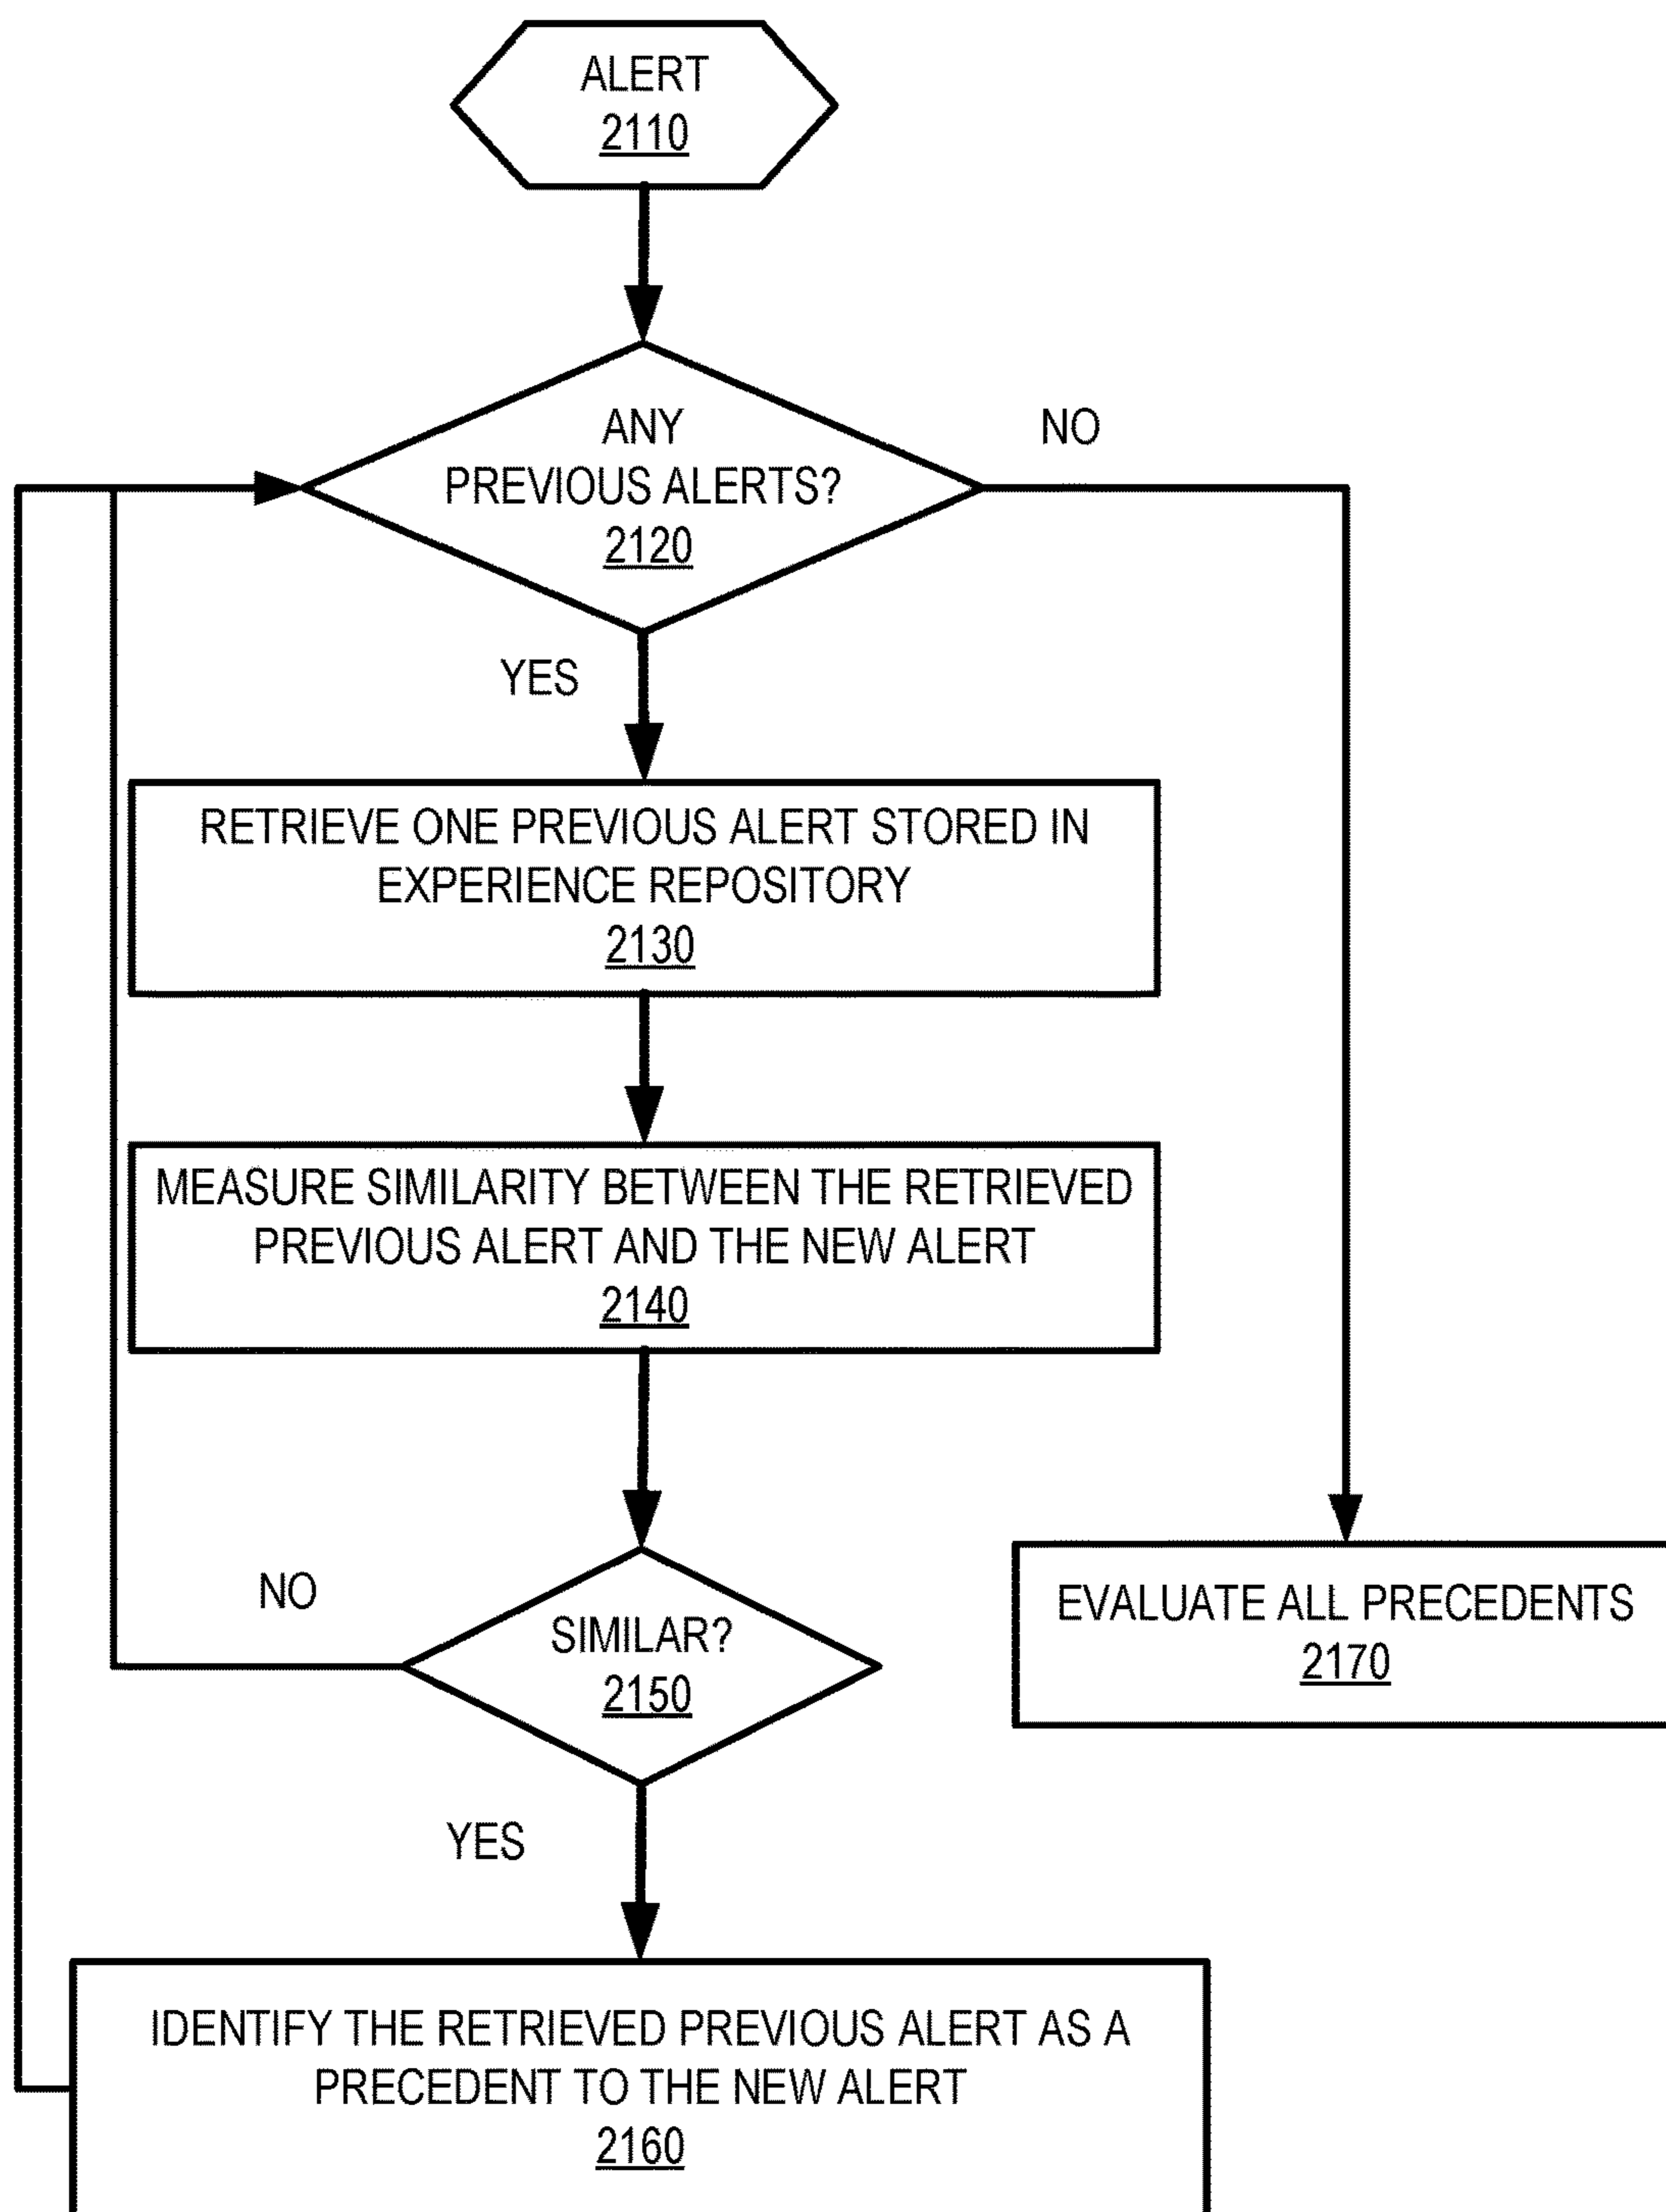 ALERT
2110
ANY
PREVIOUS ALERTS?
2120
NO
YES
RETRIEVE ONE PREVIOUS ALERT STORED IN
EXPERIENCE REPOSITORY
2130
MEASURE SIMILARITY BETWEEN THE RETRIEVED
PREVIOUS ALERT AND THE NEW ALERT
2140
NO
SIMILAR?
2150
EVALUATE ALL PRECEDENTS
2170
YES
IDENTIFY THE RETRIEVED PREVIOUS ALERT AS A
PRECEDENT TO THE NEW ALERT
2160